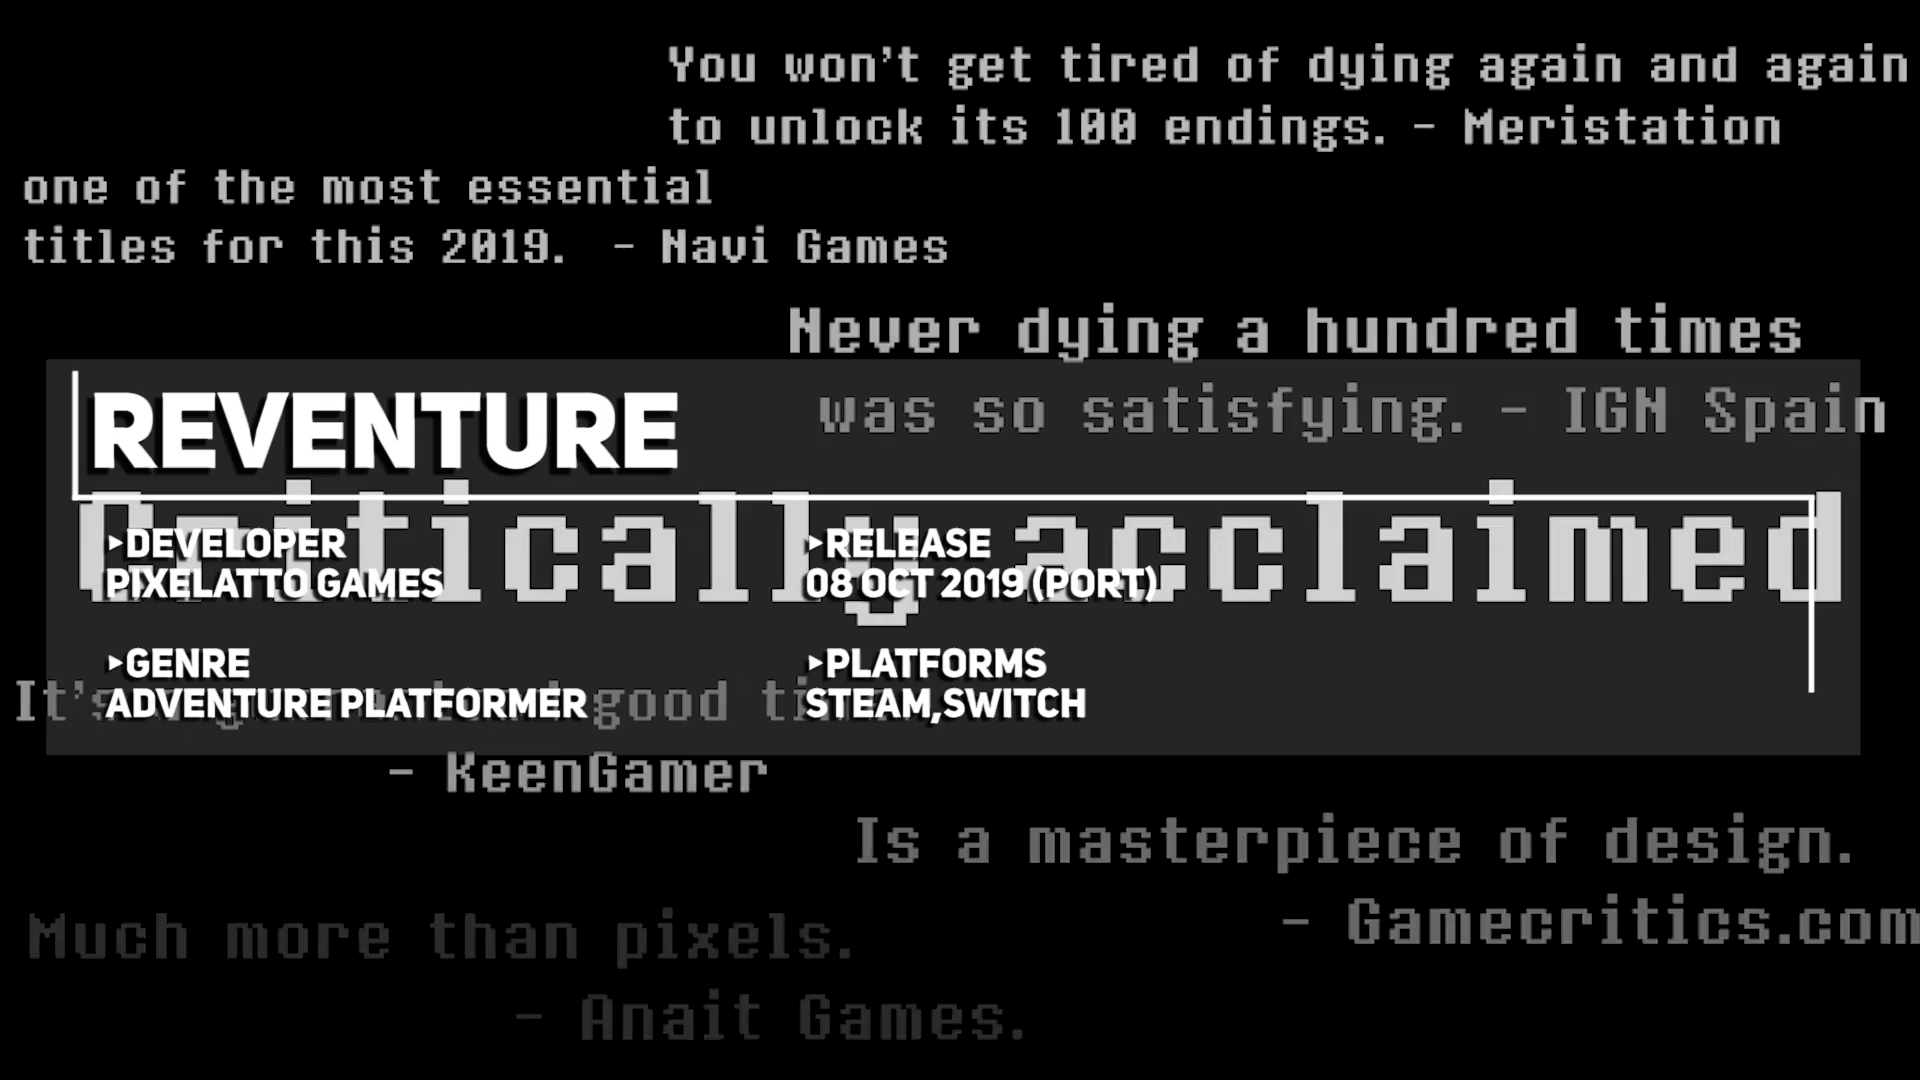 You won't get tired of dying again and again
to unlock its 100 endings. - Meristation
one of the most essential
titles for this 2019. - Navi Games
Never dying a hundred times
was so satisfying. - IGN Spain
REVENTURE
Critically acclaimed
▸DEVELOPER
PIXELATTO GAMES
▸RELEASE
08 OCT 2019 (PORT)
▸GENRE
ADVENTURE PLATFORMER
▸PLATFORMS
STEAM,SWITCH
It's good
- KeenGamer
Is a masterpiece of design.
- Gamecritics.com
Much more than pixels.
- Anait Games.